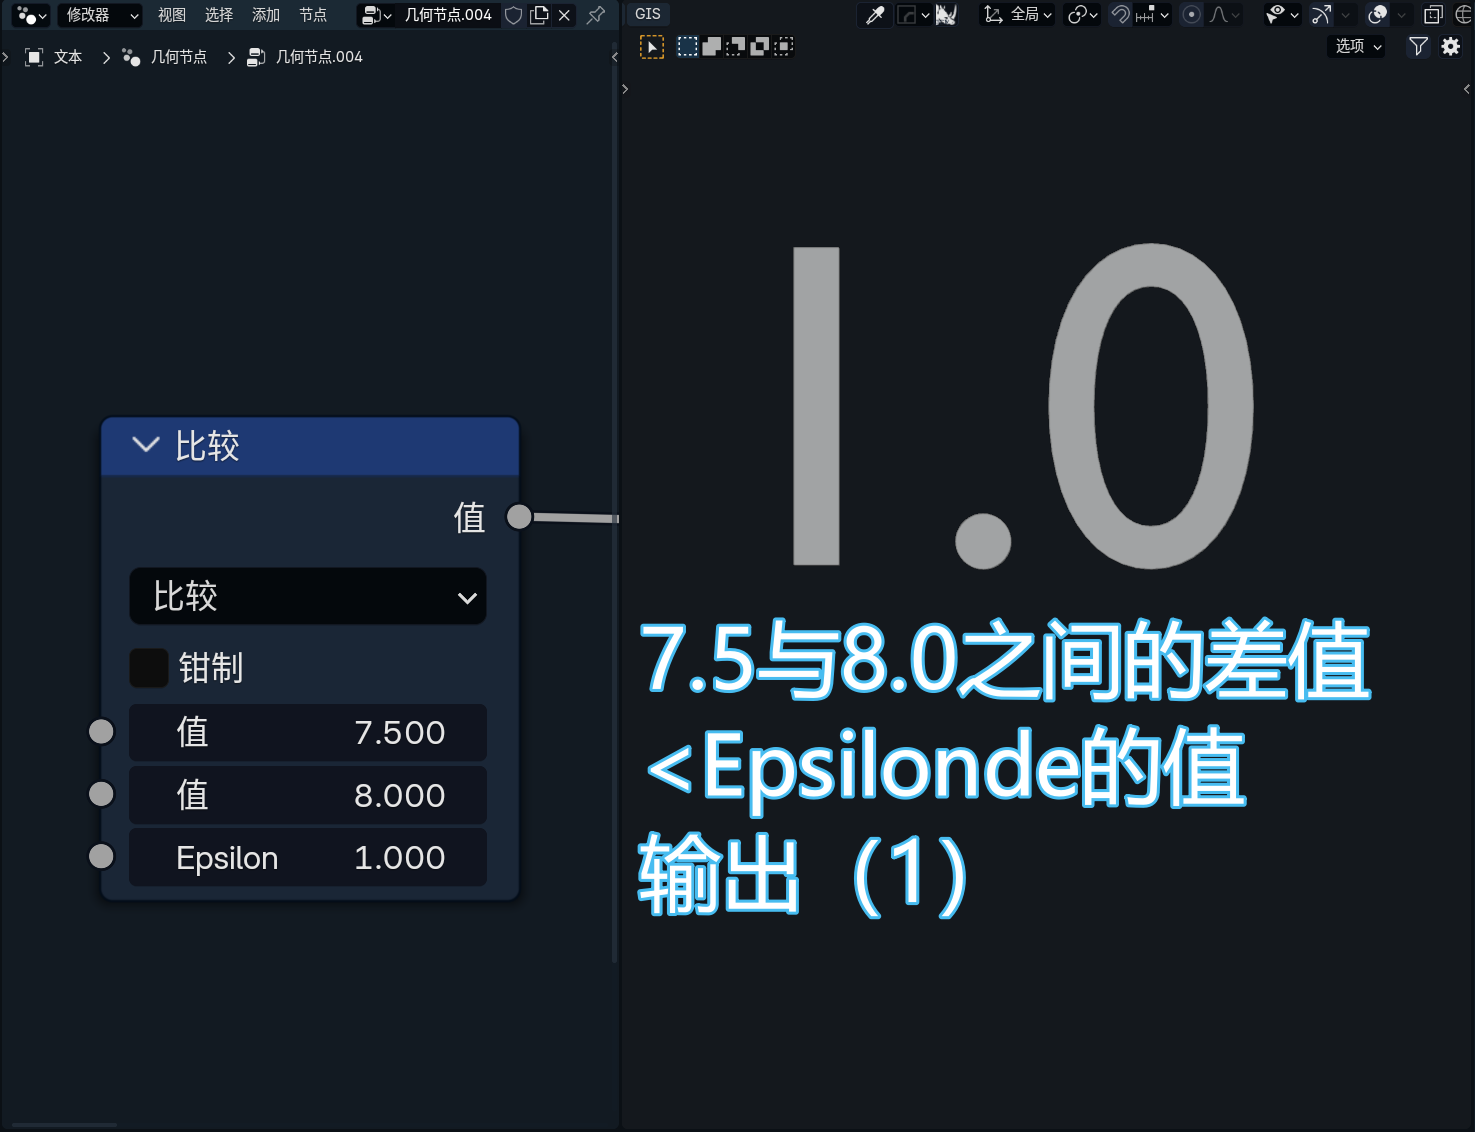 修改器 视图 选择 添加 节点 几何节点.004
文本 几何节点 几何节点.004
GIS 全局
选项
比较
值
比较
钳制
值 7.500
值 8.000
Epsilon 1.000
1.0
7.5与8.0之间的差值
<Epsilonde的值
输出（1）